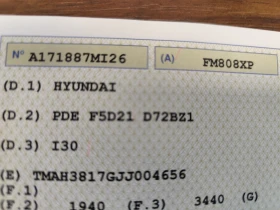 N° A171887MI26 (A) FM808XP
(D.1) HYUNDAI
(D.2) PDE F5D21 D72BZ1
(D.3) I30
(E) TMAH3817GJJ004656
(F.1)
(F.2) 1940 (F.3) 3440 (G)